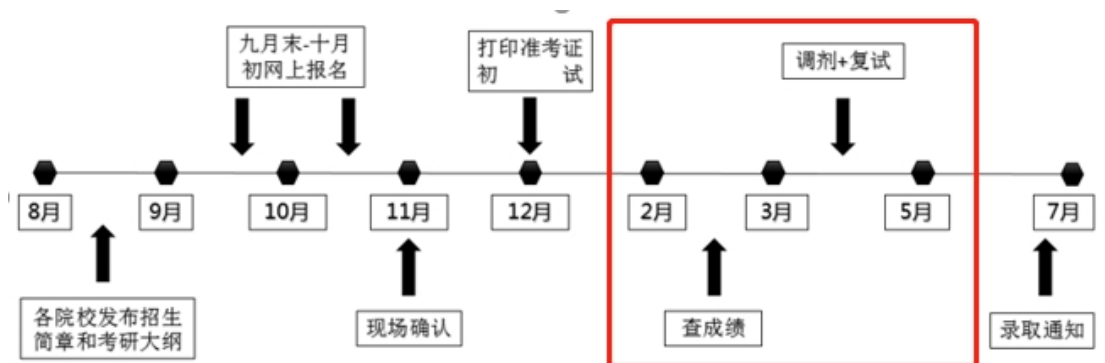 九月末-十月
初网上报名
打印准考证
初 试
调剂+复试
8月
9月
10月
11月
12月
2月
3月
5月
7月
各院校发布招生
简章和考研大纲
现场确认
查成绩
录取通知